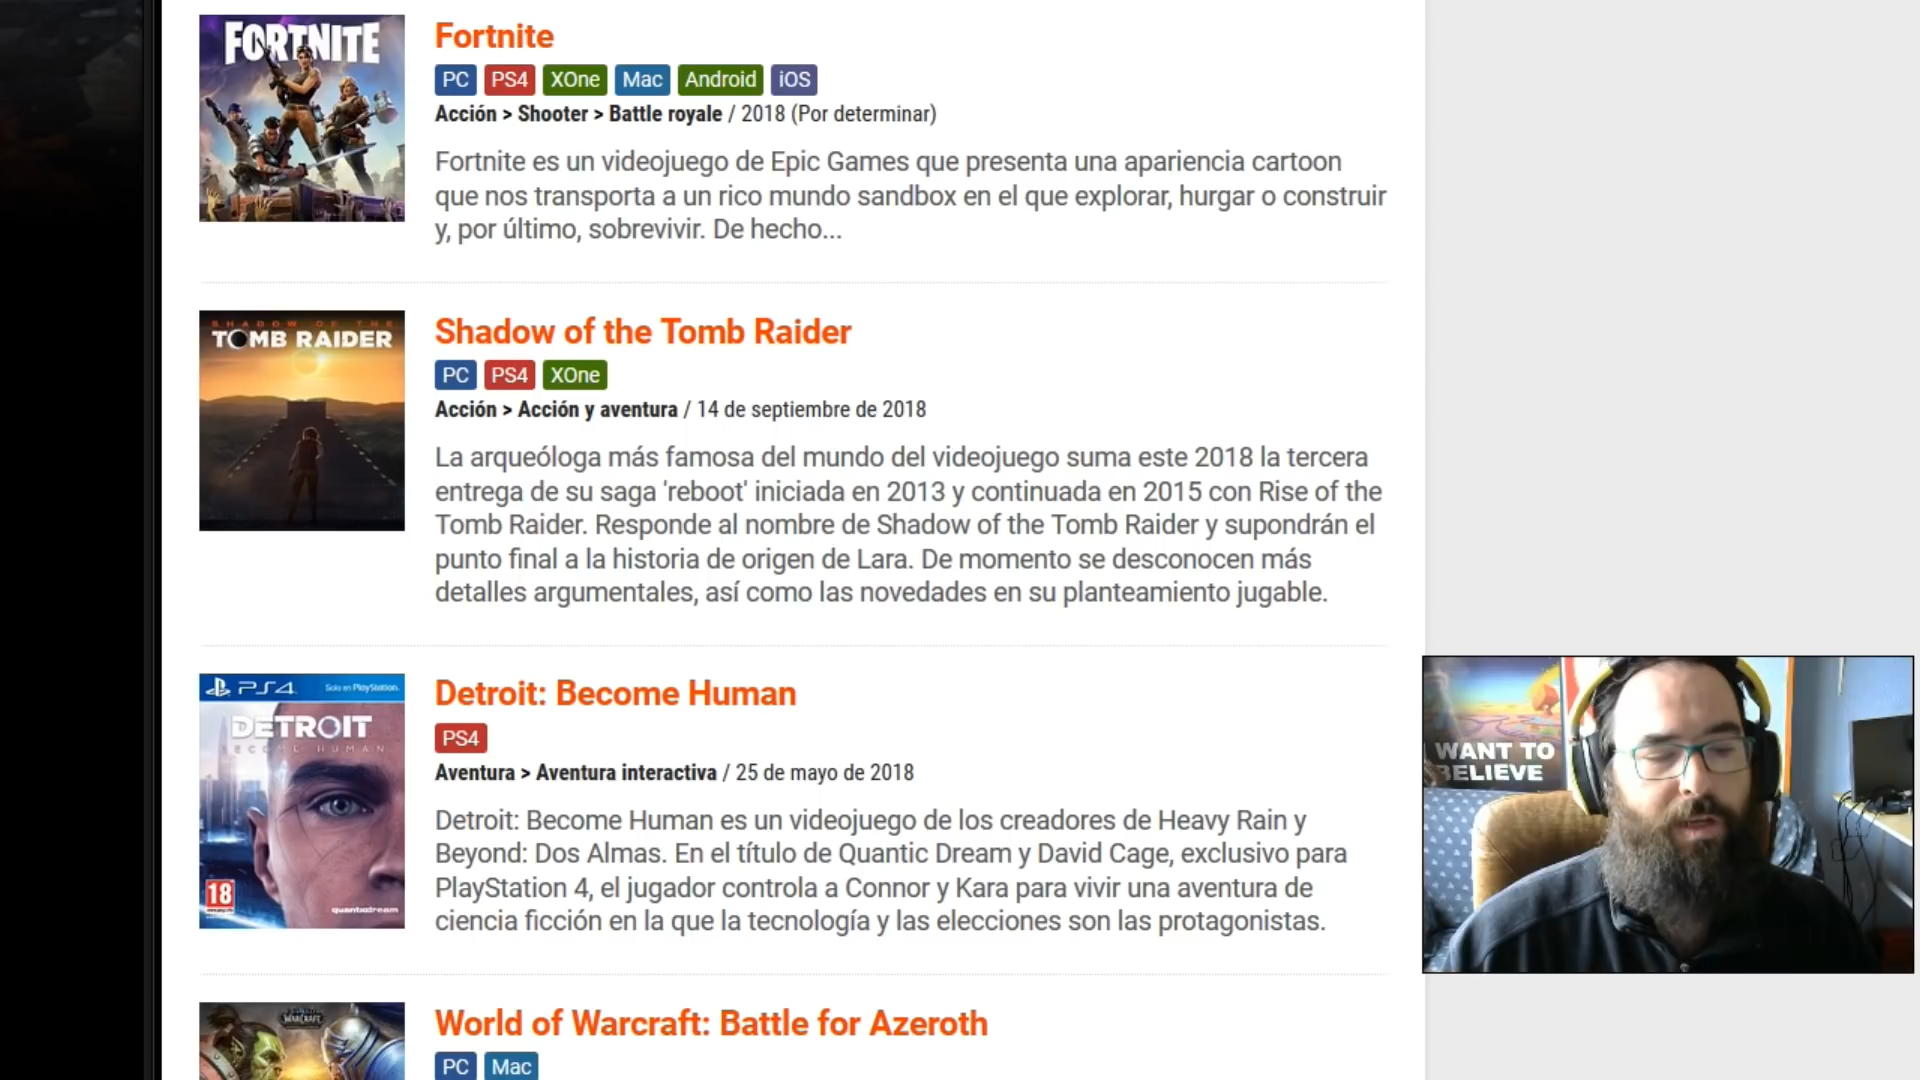 FORTNITE
Fortnite
PC PS4 XOne Mac Android iOS
Acción > Shooter > Battle royale / 2018 (Por determinar)
Fortnite es un videojuego de Epic Games que presenta una apariencia cartoon
que nos transporta a un rico mundo sandbox en el que explorar, hurgar o construir
y, por último, sobrevivir. De hecho...
SHADOW OF THE
TOMB RAIDER
Shadow of the Tomb Raider
PC PS4 XOne
Acción > Acción y aventura / 14 de septiembre de 2018
La arqueóloga más famosa del mundo del videojuego suma este 2018 la tercera
entrega de su saga 'reboot' iniciada en 2013 y continuada en 2015 con Rise of the
Tomb Raider. Responde al nombre de Shadow of the Tomb Raider y supondrán el
punto final a la historia de origen de Lara. De momento se desconocen más
detalles argumentales, así como las novedades en su planteamiento jugable.
PS4 Solo en PlayStation.
DETROIT
BECOME HUMAN
18
quanticdream
Detroit: Become Human
PS4
Aventura > Aventura interactiva / 25 de mayo de 2018
Detroit: Become Human es un videojuego de los creadores de Heavy Rain y
Beyond: Dos Almas. En el título de Quantic Dream y David Cage, exclusivo para
PlayStation 4, el jugador controla a Connor y Kara para vivir una aventura de
ciencia ficción en la que la tecnología y las elecciones son las protagonistas.
WANT TO
BELIEVE
WARCRAFT
World of Warcraft: Battle for Azeroth
PC Mac